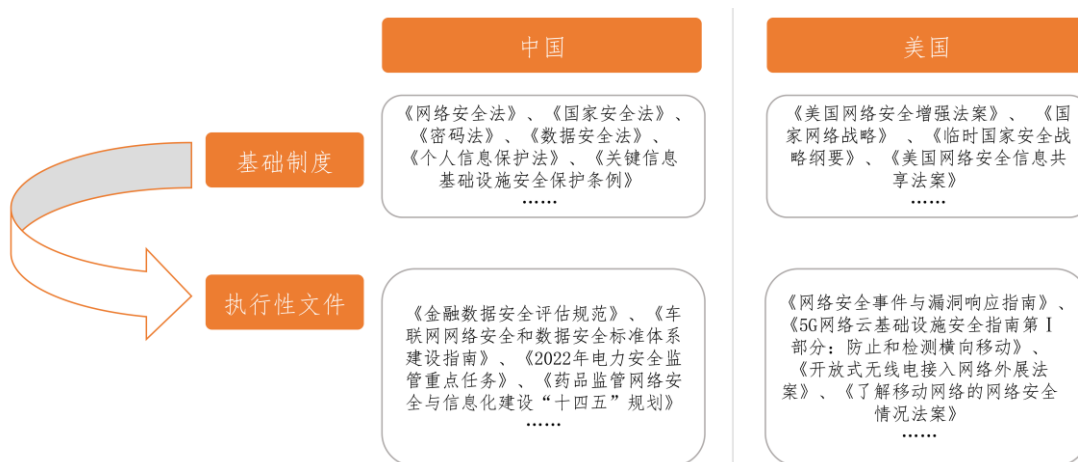 中国
美国
基础制度
《网络安全法》、《国家安全法》、
《密码法》、《数据安全法》、
《个人信息保护法》、《关键信息
基础设施安全保护条例》
……
《美国网络安全增强法案》、《国
家网络战略》、《临时国家安全战
略纲要》、《美国网络安全信息共
享法案》
……
执行性文件
《金融数据安全评估规范》、《车
联网网络安全和数据安全标准体系
建设指南》、《2022年电力安全监
管重点任务》、《药品监管网络安
全与信息化建设“十四五”规划》
……
《网络安全事件与漏洞响应指南》、
《5G网络云基础设施安全指南第Ⅰ
部分：防止和检测横向移动》、
《开放式无线电接入网络外展法
案》、《了解移动网络的网络安全
情况法案》
……